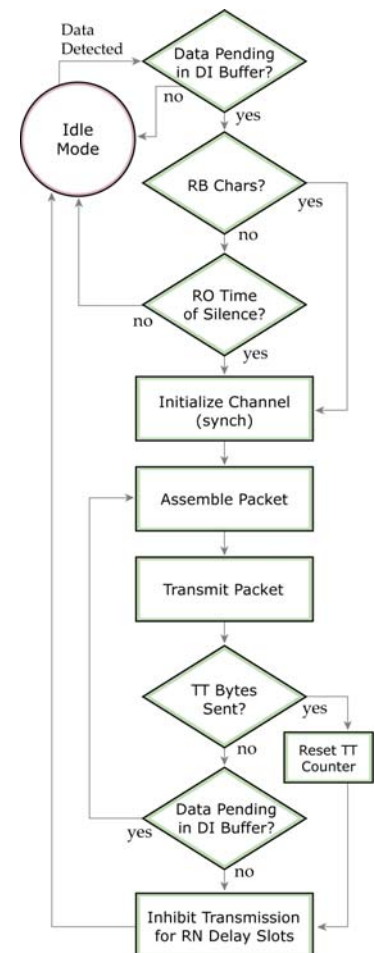 Data
Detected
Data Pending
in DI Buffer?
no
yes
Idle
Mode
RB Chars?
yes
no
RO Time
of Silence?
no
yes
Initialize Channel
(synch)
Assemble Packet
Transmit Packet
TT Bytes
Sent?
yes
no
Reset TT
Counter
Data Pending
in DI Buffer?
yes
no
Inhibit Transmission
for RN Delay Slots